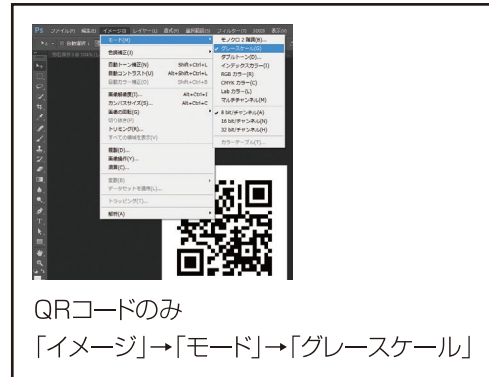 Ps ファイル(F) 編集(E) イメージ(I) レイヤー(L) 書式(Y) 選択範囲(S) フィルター(T) 3D(D) 表示(V)
自動選択:
モード(M)
モノクロ 2 階調(B)...
グレースケール(G)
ダブルトーン(D)...
インデックスカラー(I)
RGB カラー(R)
CMYK カラー(C)
Lab カラー(L)
マルチチャンネル(M)
8 bit/チャンネル(A)
16 bit/チャンネル(N)
32 bit/チャンネル(H)
カラーテーブル(T)...
色調補正(J)
自動トーン補正(N) Shift+Ctrl+L
自動コントラスト(U) Alt+Shift+Ctrl+L
自動カラー補正(O) Shift+Ctrl+B
画像解像度(I)... Alt+Ctrl+I
カンバスサイズ(S)... Alt+Ctrl+C
画像の回転(G)
切り抜き(P)
トリミング(R)...
すべての領域を表示(V)
複製(D)...
画像操作(Y)...
演算(C)...
変数(B)
データセットを適用(L)...
トラッピング(T)...
解析(A)
QRコードのみ
「イメージ」→「モード」→「グレースケール」